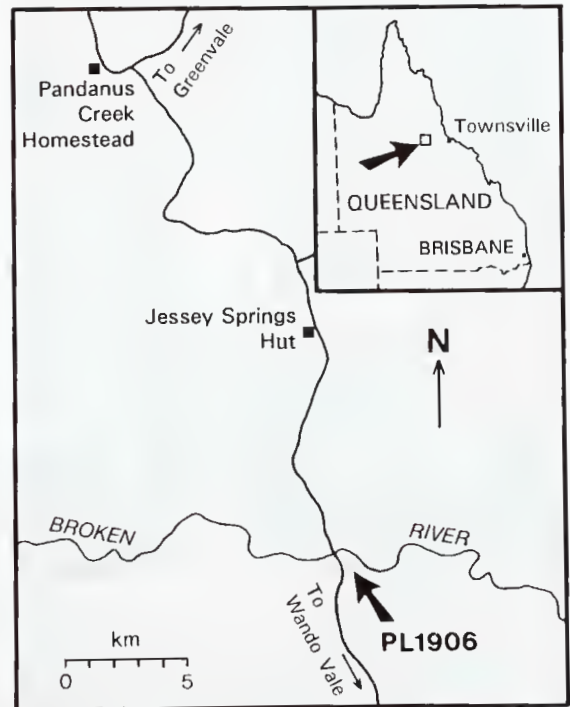 To
Greenvale
Pandanus
Creek
Homestead
Townsville
QUEENSLAND
BRISBANE
Jessey Springs
Hut
N
BROKEN
RIVER
To
Wando Vale
PL1906
km
0 5